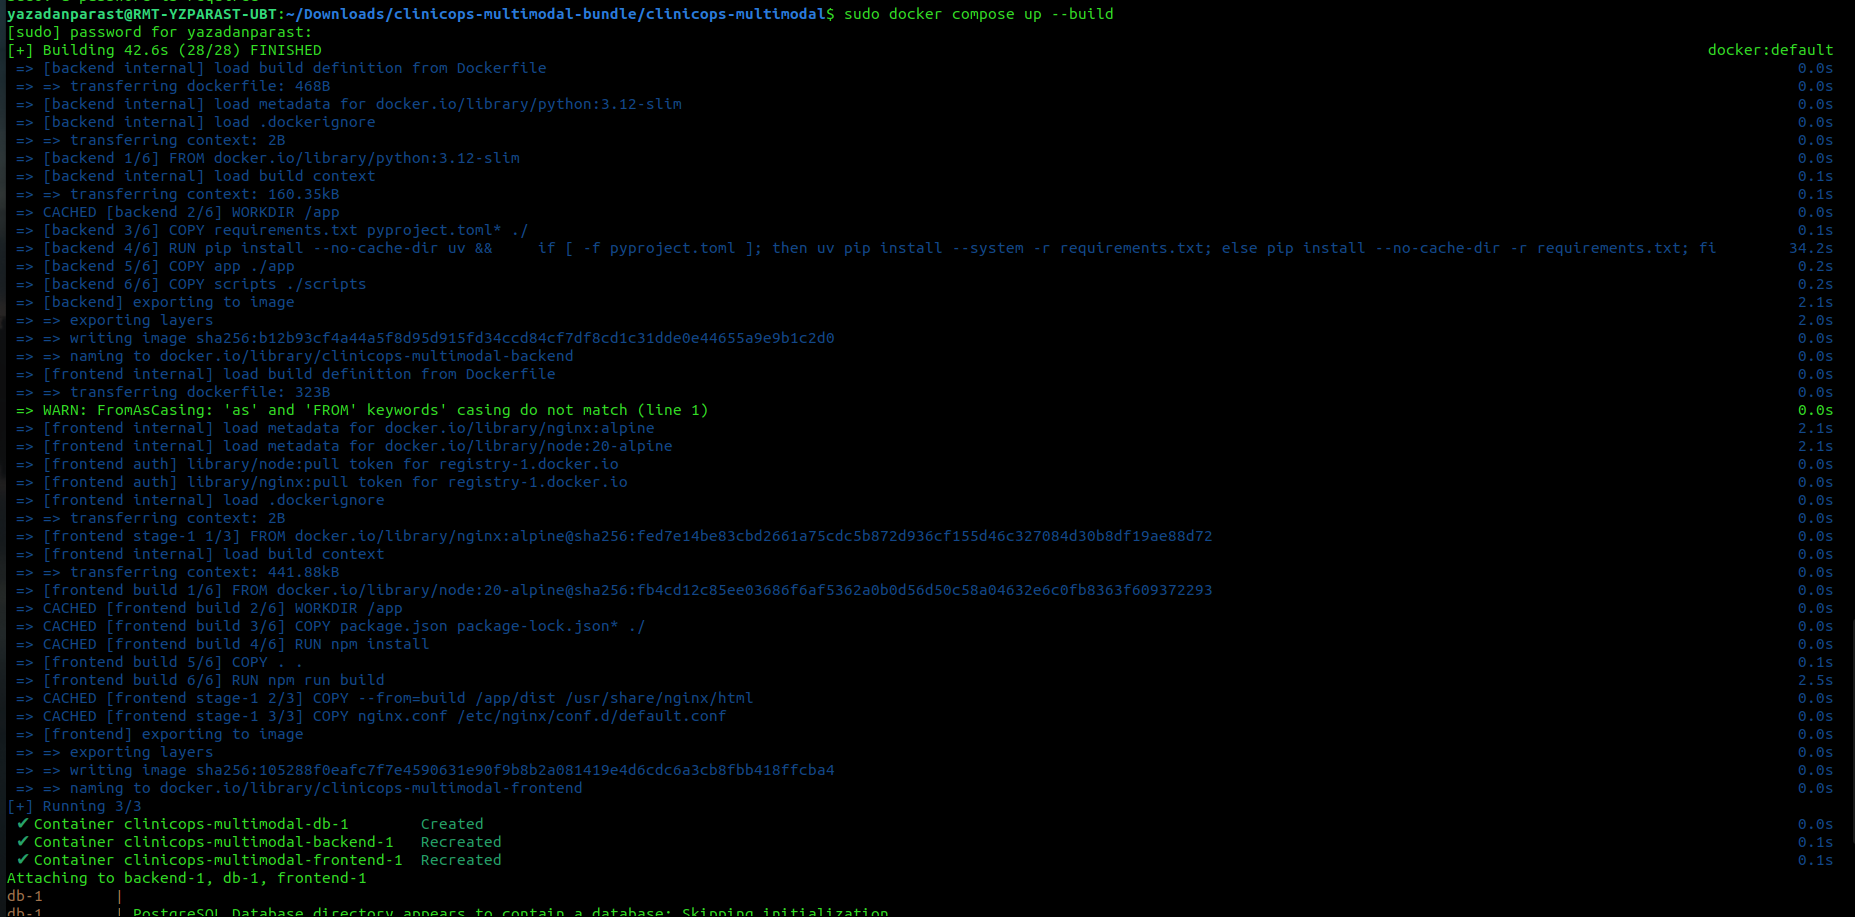 yazadanparast@RMT-YZPARAST-UBT:~/Downloads/clinicops-multimodal-bundle/clinicops-multimodal$ sudo docker compose up --build
[sudo] password for yazadanparast:
[+] Building 42.6s (28/28) FINISHED docker:default
=> [backend internal] load build definition from Dockerfile 0.0s
=> => transferring dockerfile: 468B 0.0s
=> [backend internal] load metadata for docker.io/library/python:3.12-slim 0.0s
=> [backend internal] load .dockerignore 0.0s
=> => transferring context: 2B 0.0s
=> [backend 1/6] FROM docker.io/library/python:3.12-slim 0.0s
=> [backend internal] load build context 0.1s
=> => transferring context: 160.35kB 0.1s
=> CACHED [backend 2/6] WORKDIR /app 0.0s
=> [backend 3/6] COPY requirements.txt pyproject.toml* ./ 0.1s
=> [backend 4/6] RUN pip install --no-cache-dir uv && if [ -f pyproject.toml ]; then uv pip install --system -r requirements.txt; else pip install --no-cache-dir -r requirements.txt; fi 34.2s
=> [backend 5/6] COPY app ./app 0.2s
=> [backend 6/6] COPY scripts ./scripts 0.2s
=> [backend] exporting to image 2.1s
=> => exporting layers 2.0s
=> => writing image sha256:b12b93cf4a44a5f8d95d915fd34ccd84cf7df8cd1c31dde0e44655a9e9b1c2d0 0.0s
=> => naming to docker.io/library/clinicops-multimodal-backend 0.0s
=> [frontend internal] load build definition from Dockerfile 0.0s
=> => transferring dockerfile: 323B 0.0s
=> WARN: FromAsCasing: 'as' and 'FROM' keywords' casing do not match (line 1) 0.0s
=> [frontend internal] load metadata for docker.io/library/nginx:alpine 2.1s
=> [frontend internal] load metadata for docker.io/library/node:20-alpine 2.1s
=> [frontend auth] library/node:pull token for registry-1.docker.io 0.0s
=> [frontend auth] library/nginx:pull token for registry-1.docker.io 0.0s
=> [frontend internal] load .dockerignore 0.0s
=> => transferring context: 2B 0.0s
=> [frontend stage-1 1/3] FROM docker.io/library/nginx:alpine@sha256:fed7e14be83cbd2661a75cdc5b872d936cf155d46c327084d30b8df19ae88d72 0.0s
=> [frontend internal] load build context 0.0s
=> => transferring context: 441.88kB 0.0s
=> [frontend build 1/6] FROM docker.io/library/node:20-alpine@sha256:fb4cd12c85ee03686f6af5362a0b0d56d50c58a04632e6c0fb8363f609372293 0.0s
=> CACHED [frontend build 2/6] WORKDIR /app 0.0s
=> CACHED [frontend build 3/6] COPY package.json package-lock.json* ./ 0.0s
=> CACHED [frontend build 4/6] RUN npm install 0.0s
=> [frontend build 5/6] COPY . . 0.1s
=> [frontend build 6/6] RUN npm run build 2.5s
=> CACHED [frontend stage-1 2/3] COPY --from=build /app/dist /usr/share/nginx/html 0.0s
=> CACHED [frontend stage-1 3/3] COPY nginx.conf /etc/nginx/conf.d/default.conf 0.0s
=> [frontend] exporting to image 0.0s
=> => exporting layers 0.0s
=> => writing image sha256:105288f0eafc7f7e4590631e90f9b8b2a081419e4d6cdc6a3cb8fbb418ffcba4 0.0s
=> => naming to docker.io/library/clinicops-multimodal-frontend 0.0s
[+] Running 3/3
✔ Container clinicops-multimodal-db-1 Created 0.0s
✔ Container clinicops-multimodal-backend-1 Recreated 0.1s
✔ Container clinicops-multimodal-frontend-1 Recreated 0.1s
Attaching to backend-1, db-1, frontend-1
db-1 |
db-1 | PostgreSQL Database directory appears to contain a database; Skipping initialization